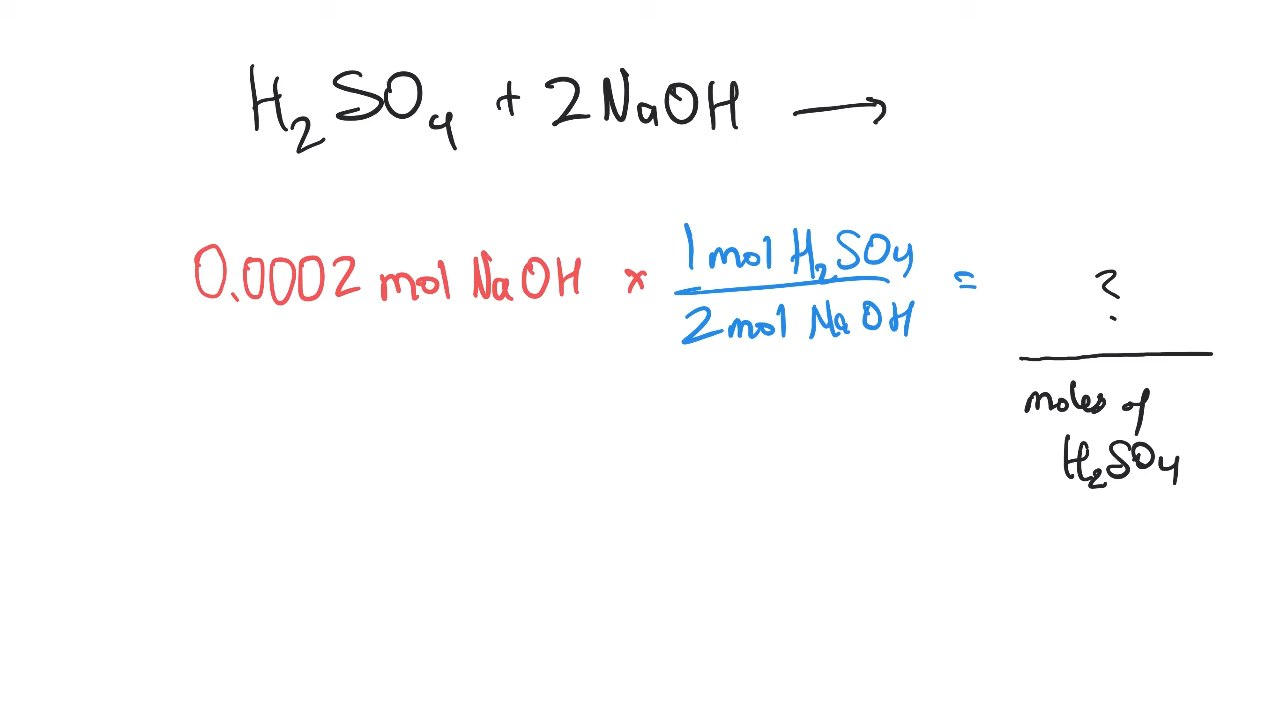 H₂SO₄ + 2NaOH ⟶
0.0002 mol NaOH × 1 mol H₂SO₄ / 2 mol NaOH = ?
moles of
H₂SO₄